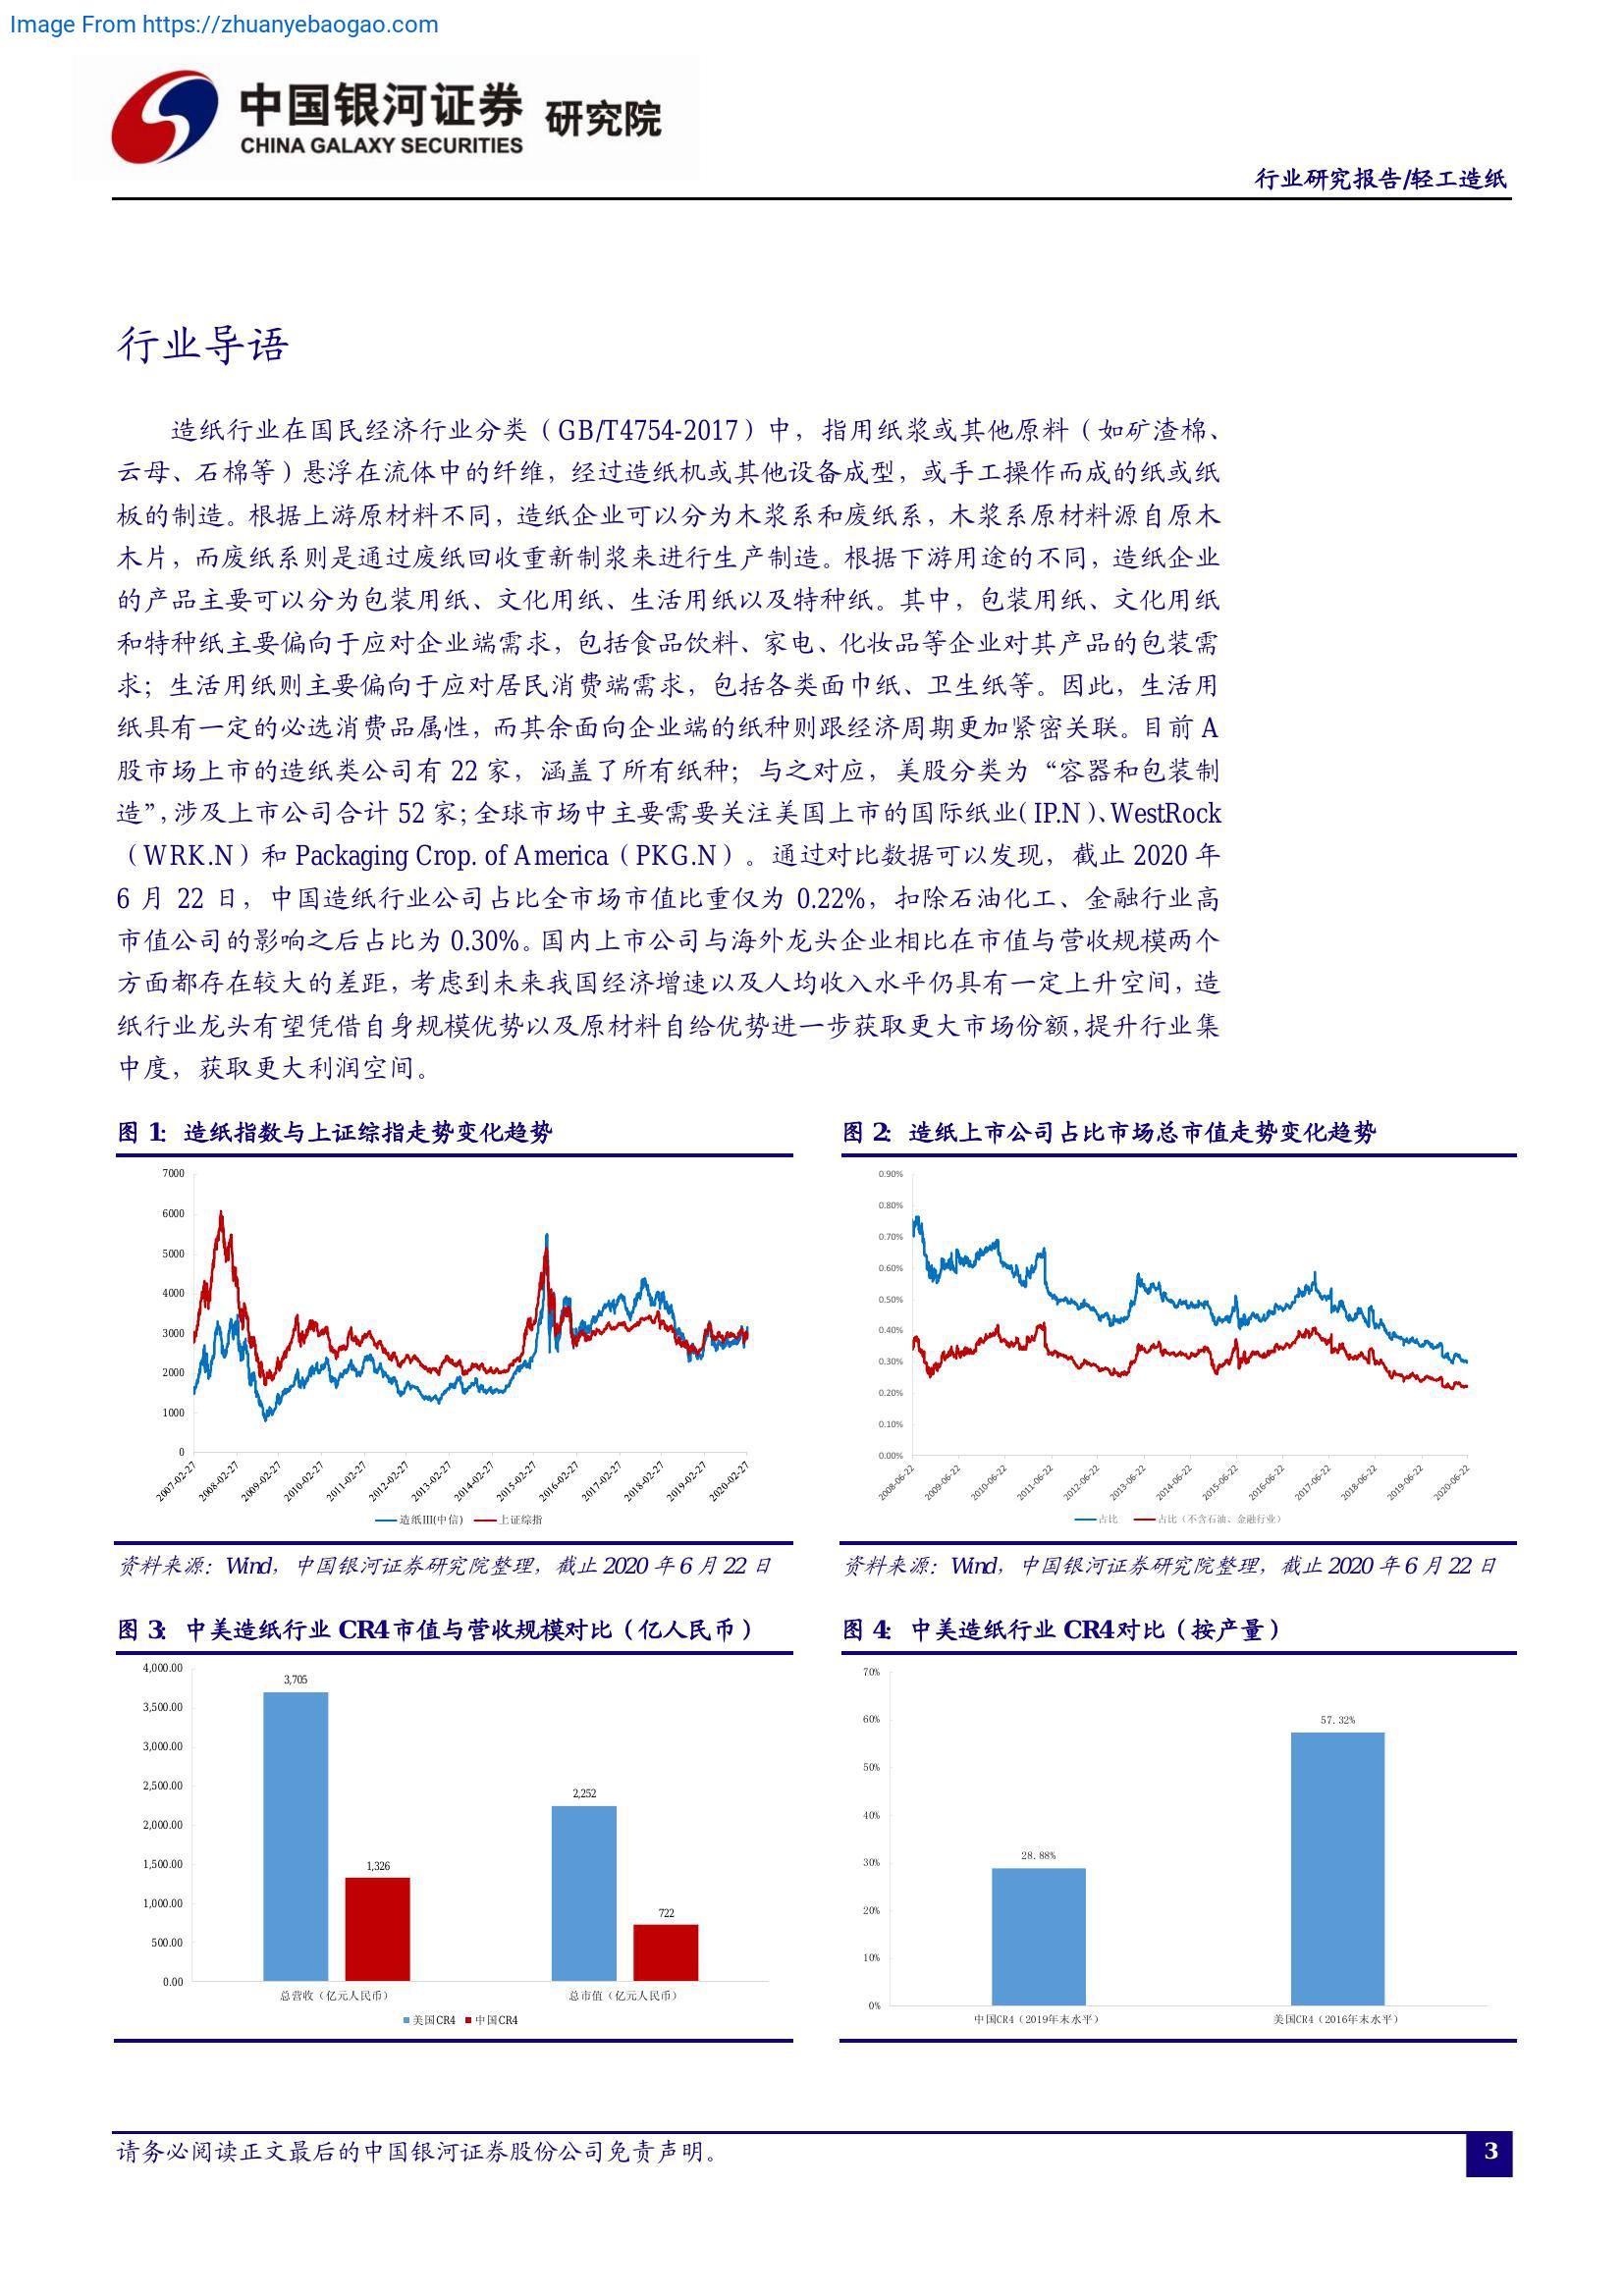 Image From https://zhuanyebaogao.com
中国银河证券 研究院
CHINA GALAXY SECURITIES
行业研究报告/轻工造纸
行业导语
造纸行业在国民经济行业分类（GB/T4754-2017）中，指用纸浆或其他原料（如矿渣棉、
云母、石棉等）悬浮在流体中的纤维，经过造纸机或其他设备成型，或手工操作而成的纸或纸
板的制造。根据上游原材料不同，造纸企业可以分为木浆系和废纸系，木浆系原材料源自原木
木片，而废纸系则是通过废纸回收重新制浆来进行生产制造。根据下游用途的不同，造纸企业
的产品主要可以分为包装用纸、文化用纸、生活用纸以及特种纸。其中，包装用纸、文化用纸
和特种纸主要偏向于应对企业端需求，包括食品饮料、家电、化妆品等企业对其产品的包装需
求；生活用纸则主要偏向于应对居民消费端需求，包括各类面巾纸、卫生纸等。因此，生活用
纸具有一定的必选消费品属性，而其余面向企业端的纸种则跟经济周期更加紧密关联。目前 A
股市场上市的造纸类公司有 22 家，涵盖了所有纸种；与之对应，美股分类为“容器和包装制
造”，涉及上市公司合计 52 家；全球市场中主要需要关注美国上市的国际纸业（IP.N）、WestRock
（WRK.N）和 Packaging Crop. of America（PKG.N）。通过对比数据可以发现，截止 2020 年
6 月 22 日，中国造纸行业公司占比全市场市值比重仅为 0.22%，扣除石油化工、金融行业高
市值公司的影响之后占比为 0.30%。国内上市公司与海外龙头企业相比在市值与营收规模两个
方面都存在较大的差距，考虑到未来我国经济增速以及人均收入水平仍具有一定上升空间，造
纸行业龙头有望凭借自身规模优势以及原材料自给优势进一步获取更大市场份额，提升行业集
中度，获取更大利润空间。
图 1：造纸指数与上证综指走势变化趋势
7000
6000
5000
4000
3000
2000
1000
0
2007-02-27
2008-02-27
2009-02-27
2010-02-27
2011-02-27
2012-02-27
2013-02-27
2014-02-27
2015-02-27
2016-02-27
2017-02-27
2018-02-27
2019-02-27
2020-02-27
造纸III(中信) 上证综指
资料来源：Wind，中国银河证券研究院整理，截止 2020 年 6 月 22 日
图 2：造纸上市公司占比市场总市值走势变化趋势
0.90%
0.80%
0.70%
0.60%
0.50%
0.40%
0.30%
0.20%
0.10%
0.00%
2008-06-22
2009-06-22
2010-06-22
2011-06-22
2012-06-22
2013-06-22
2014-06-22
2015-06-22
2016-06-22
2017-06-22
2018-06-22
2019-06-22
2020-06-22
占比 占比（不含石油、金融行业）
资料来源：Wind，中国银河证券研究院整理，截止 2020 年 6 月 22 日
图 3：中美造纸行业 CR4 市值与营收规模对比（亿人民币）
4,000.00
3,500.00
3,000.00
2,500.00
2,000.00
1,500.00
1,000.00
500.00
0.00
3,705
1,326
2,252
722
总营收（亿元人民币） 总市值（亿元人民币）
美国CR4 中国CR4
图 4：中美造纸行业 CR4 对比（按产量）
70%
60%
50%
40%
30%
20%
10%
0%
28.88%
57.32%
中国CR4（2019年末水平） 美国CR4（2016年末水平）
请务必阅读正文最后的中国银河证券股份公司免责声明。
3